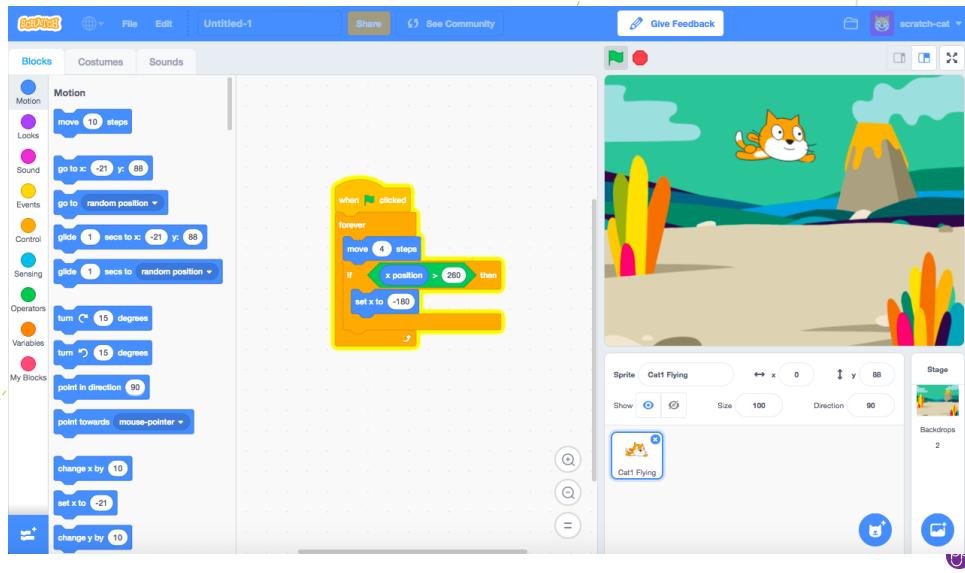 SCRATCH File Edit Untitled-1 Share See Community Give Feedback scratch-cat
Blocks Costumes Sounds
Motion
Looks
Sound
Events
Control
Sensing
Operators
Variables
My Blocks
Motion
move 10 steps
go to x: -21 y: 88
go to random position
glide 1 secs to x: -21 y: 88
glide 1 secs to random position
turn 15 degrees
turn 15 degrees
point in direction 90
point towards mouse-pointer
change x by 10
set x to -21
change y by 10
when clicked
forever
move 4 steps
if x position > 260 then
set x to -180
Sprite Cat1 Flying x 0 y 88
Show Size 100 Direction 90
Cat1 Flying
Stage
Backdrops
2